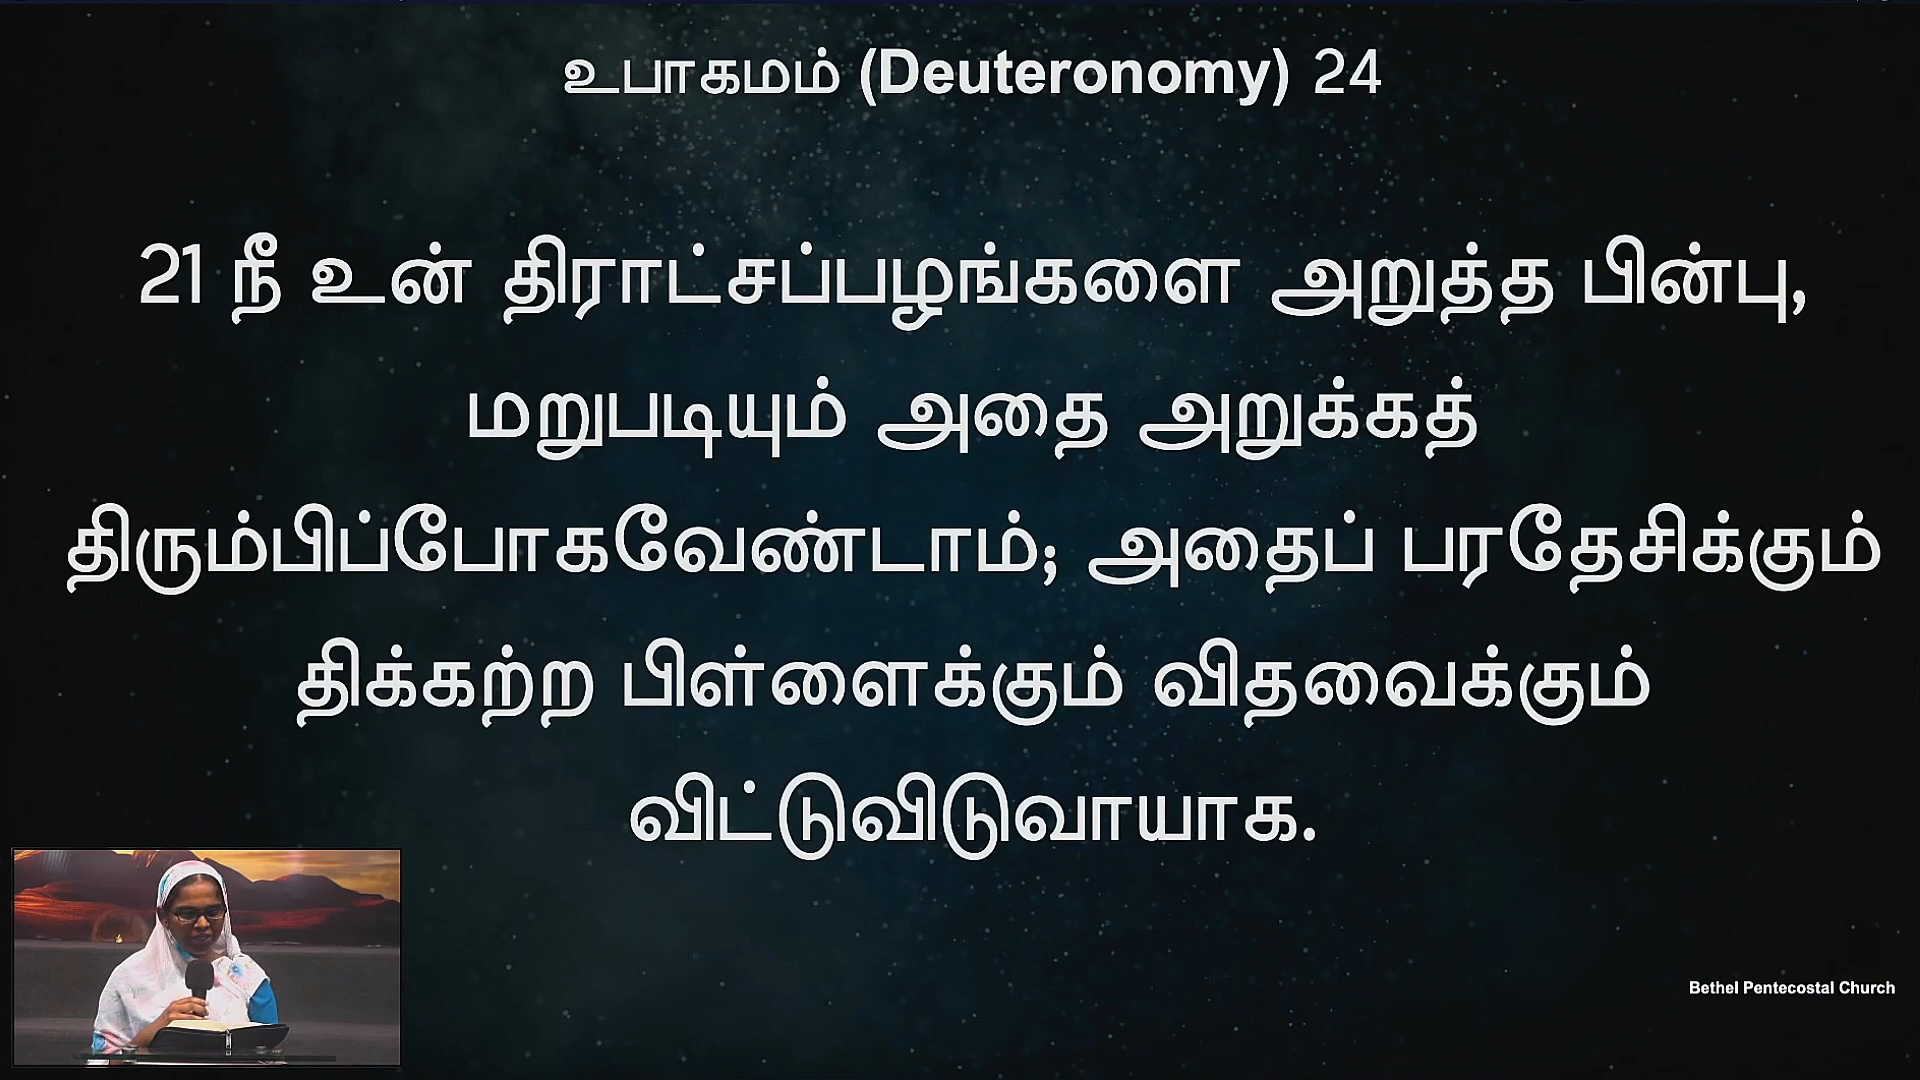 உபாகமம் (Deuteronomy) 24
21 நீ உன் திராட்சப்பழங்களை அறுத்த பின்பு,
மறுபடியும் அதை அறுக்கத்
திரும்பிப்போகவேண்டாம்; அதைப் பரதேசிக்கும்
திக்கற்ற பிள்ளைக்கும் விதவைக்கும்
விட்டுவிடுவாயாக.
Bethel Pentecostal Church